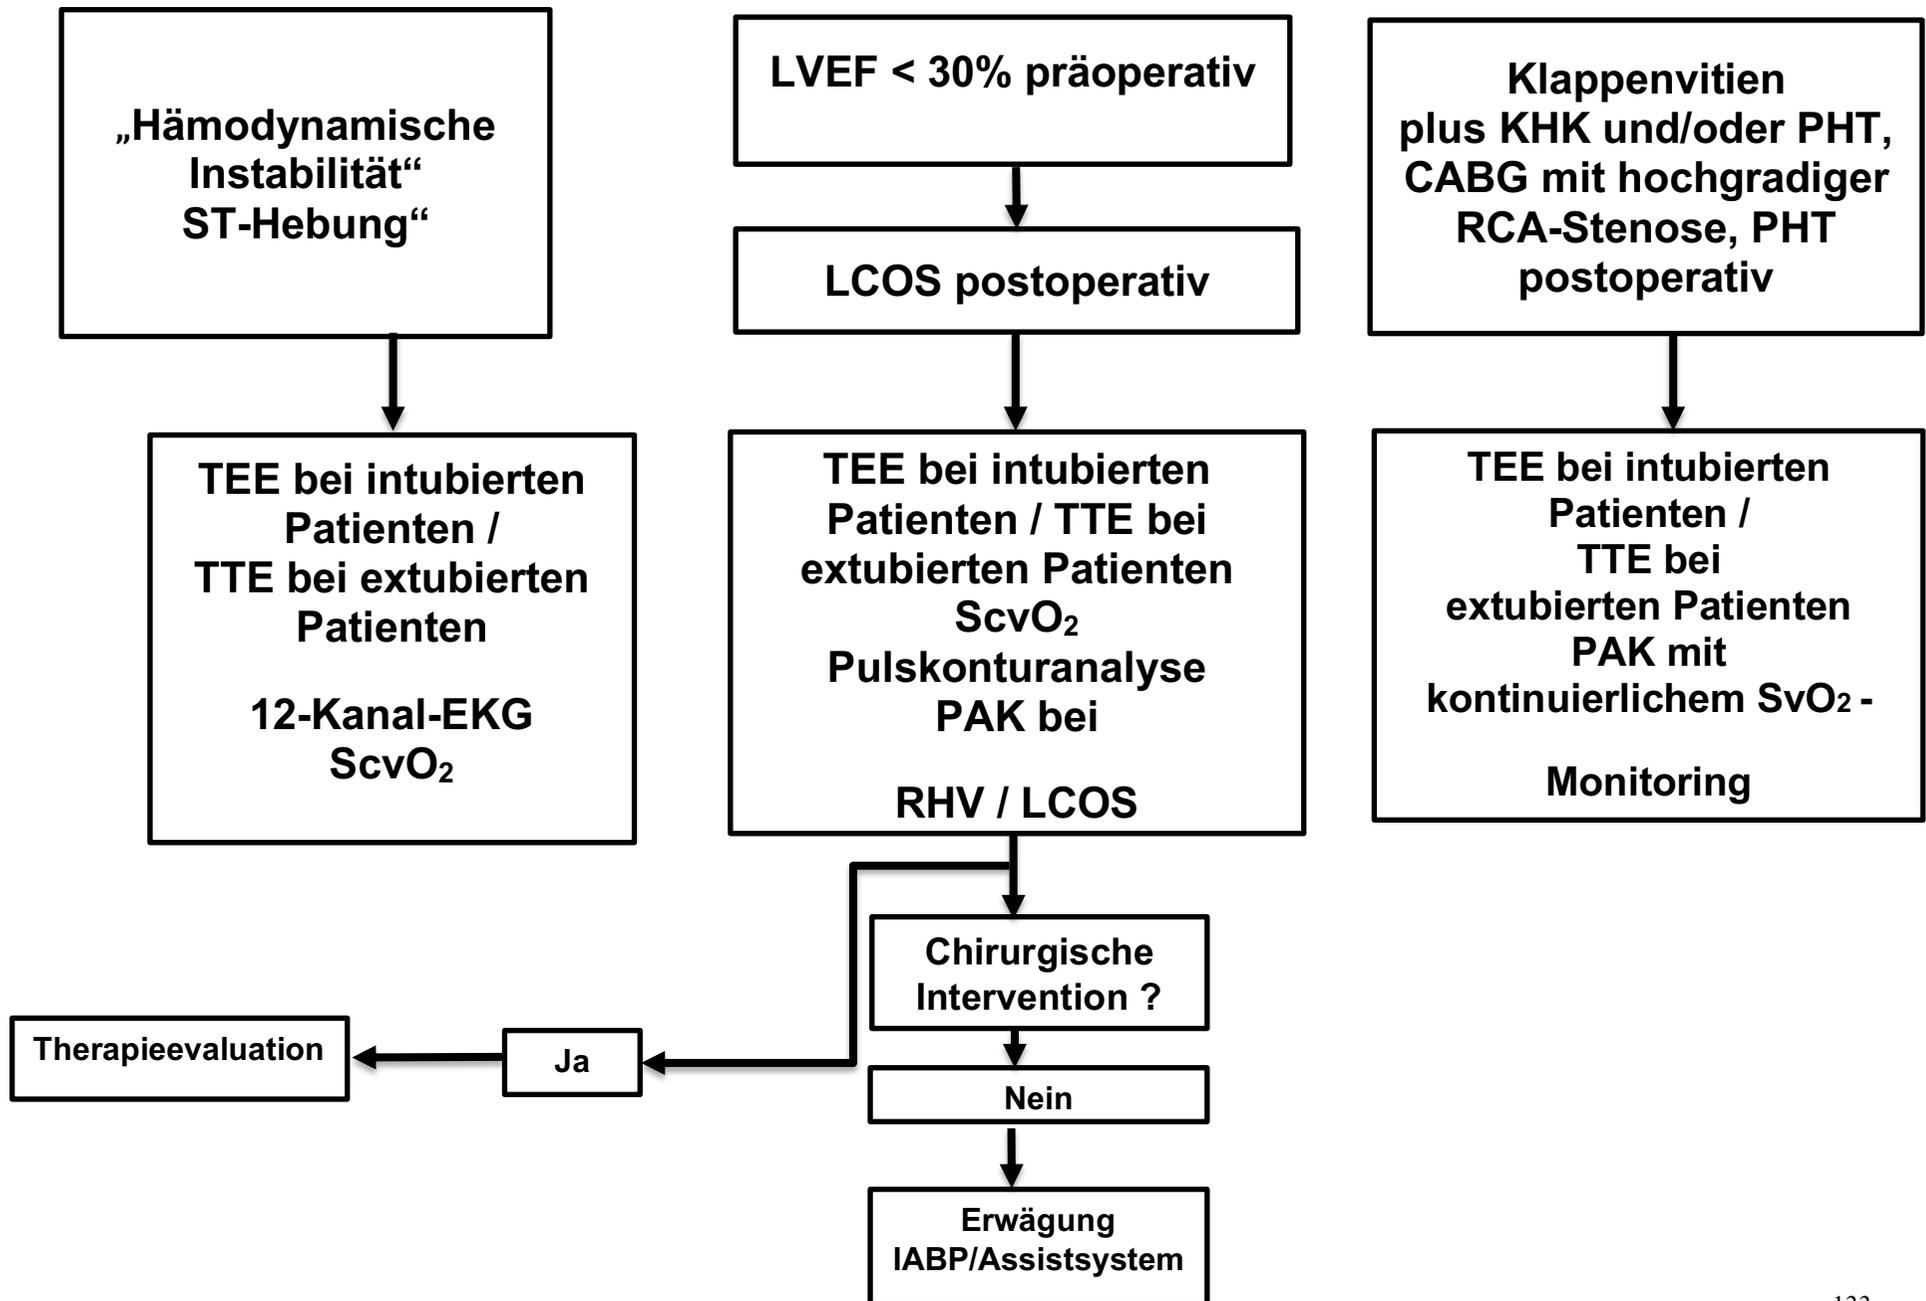 „Hämodynamische
Instabilität“
ST-Hebung“
LVEF < 30% präoperativ
LCOS postoperativ
Klappenvitien
plus KHK und/oder PHT,
CABG mit hochgradiger
RCA-Stenose, PHT
postoperativ
TEE bei intubierten
Patienten /
TTE bei extubierten
Patienten
12-Kanal-EKG
ScvO₂
TEE bei intubierten
Patienten / TTE bei
extubierten Patienten
ScvO₂
Pulskonturanalyse
PAK bei
RHV / LCOS
TEE bei intubierten
Patienten /
TTE bei
extubierten Patienten
PAK mit
kontinuierlichem SvO₂ -
Monitoring
Chirurgische
Intervention ?
Therapieevaluation
Ja
Nein
Erwägung
IABP/Assistsystem